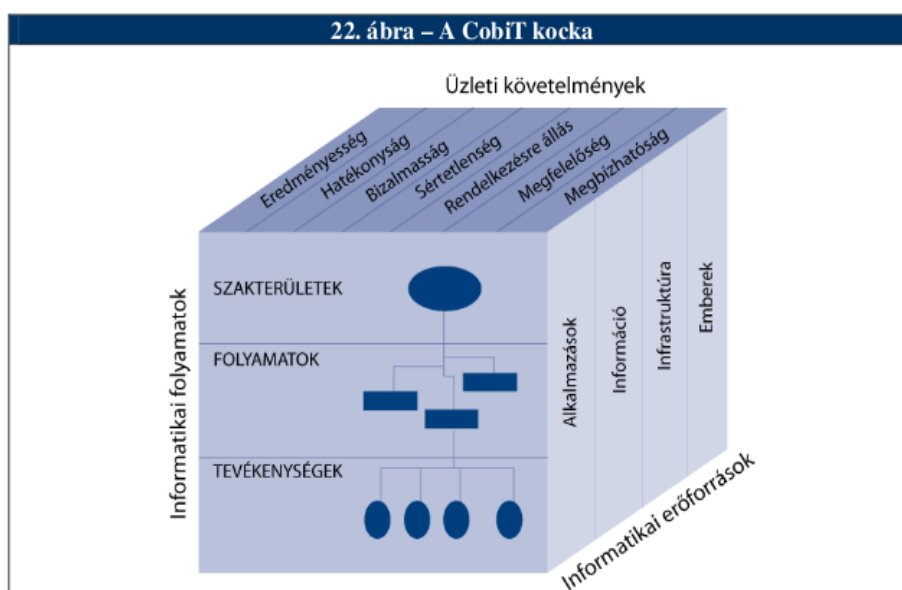 22. ábra – A CobiT kocka
Üzleti követelmények
Eredményesség
Hatékonyság
Bizalmasság
Sértetlenség
Rendelkezésre állás
Megfelelőség
Megbízhatóság
Informatikai folyamatok
SZAKTERÜLETEK
FOLYAMATOK
TEVÉKENYSÉGEK
Alkalmazások
Információ
Infrastruktúra
Emberek
Informatikai erőforrások